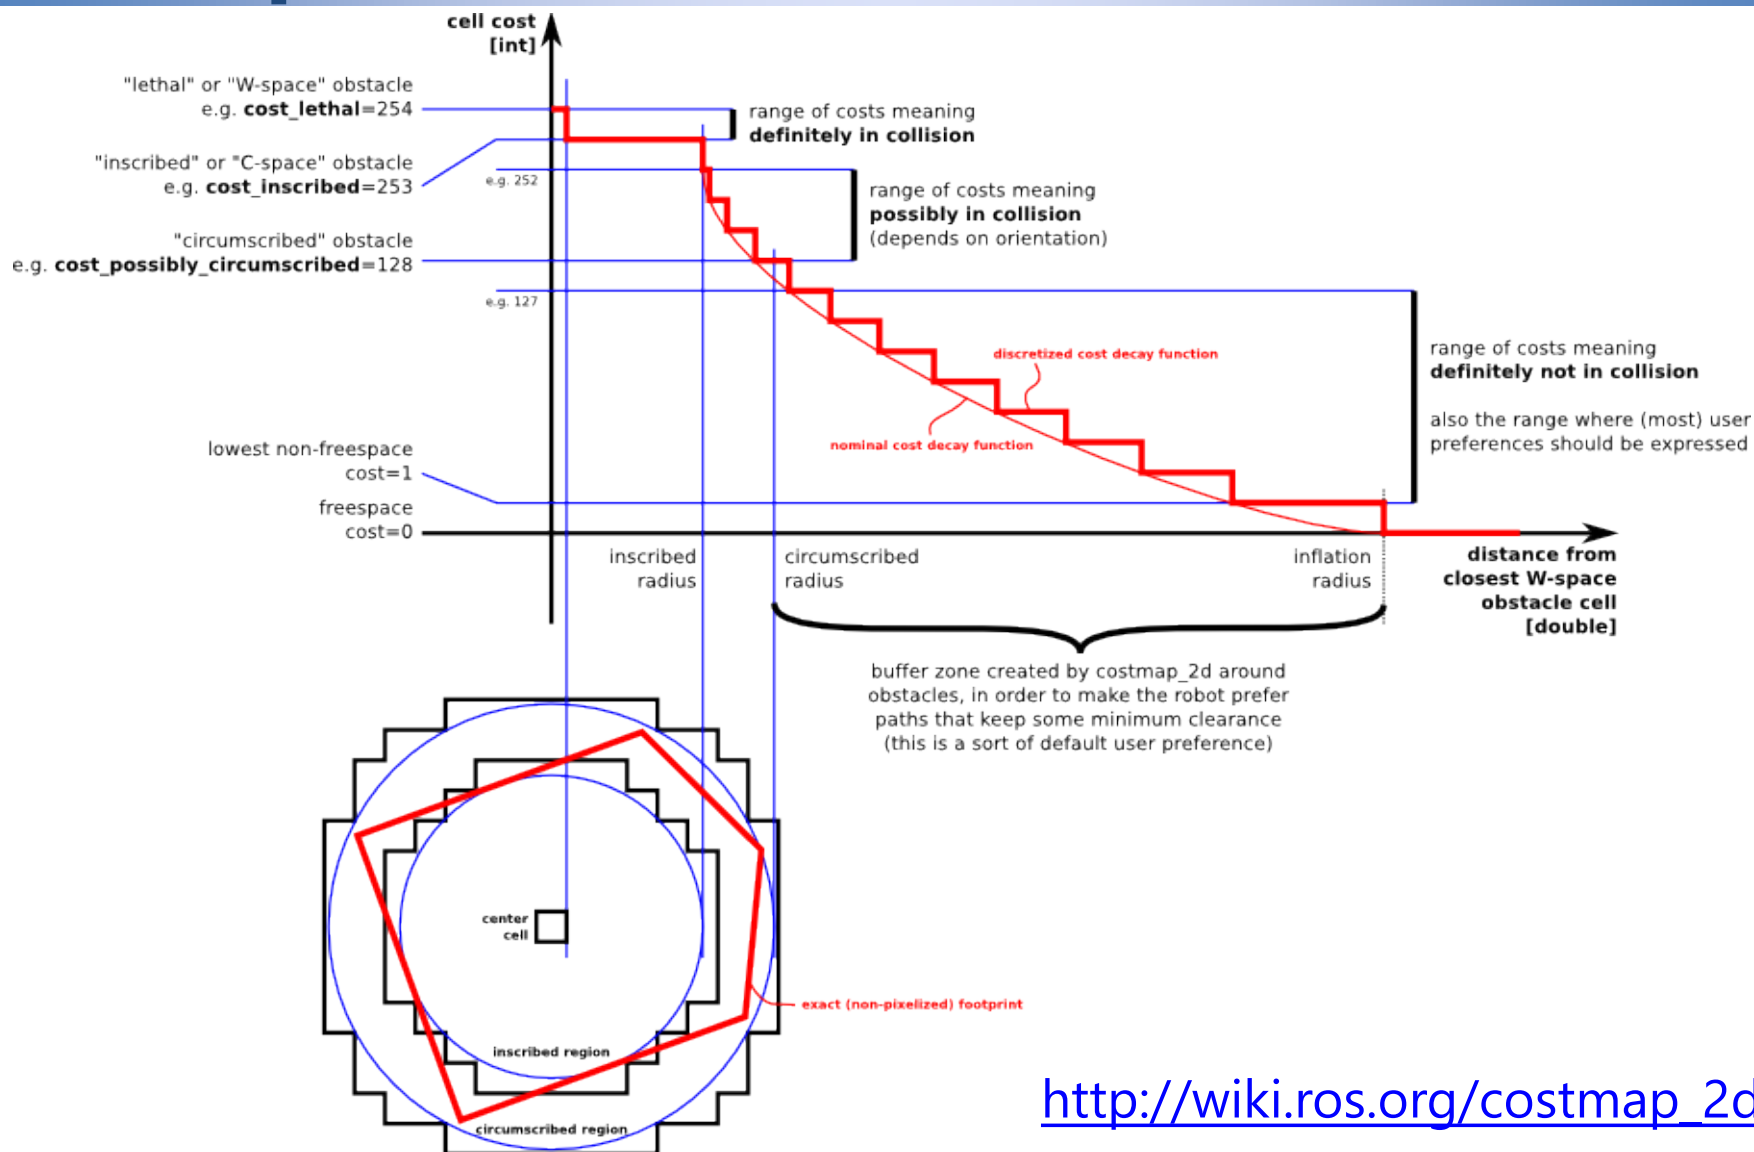 cell cost
[int]
"lethal" or "W-space" obstacle
e.g. cost_lethal=254
range of costs meaning
definitely in collision
"inscribed" or "C-space" obstacle
e.g. cost_inscribed=253
e.g. 252
range of costs meaning
possibly in collision
(depends on orientation)
"circumscribed" obstacle
e.g. cost_possibly_circumscribed=128
e.g. 127
discretized cost decay function
range of costs meaning
definitely not in collision
also the range where (most) user
preferences should be expressed
nominal cost decay function
lowest non-freespace
cost=1
freespace
cost=0
inscribed
radius
circumscribed
radius
inflation
radius
distance from
closest W-space
obstacle cell
[double]
buffer zone created by costmap_2d around
obstacles, in order to make the robot prefer
paths that keep some minimum clearance
(this is a sort of default user preference)
center
cell
exact (non-pixelized) footprint
inscribed region
circumscribed region
http://wiki.ros.org/costmap_2d